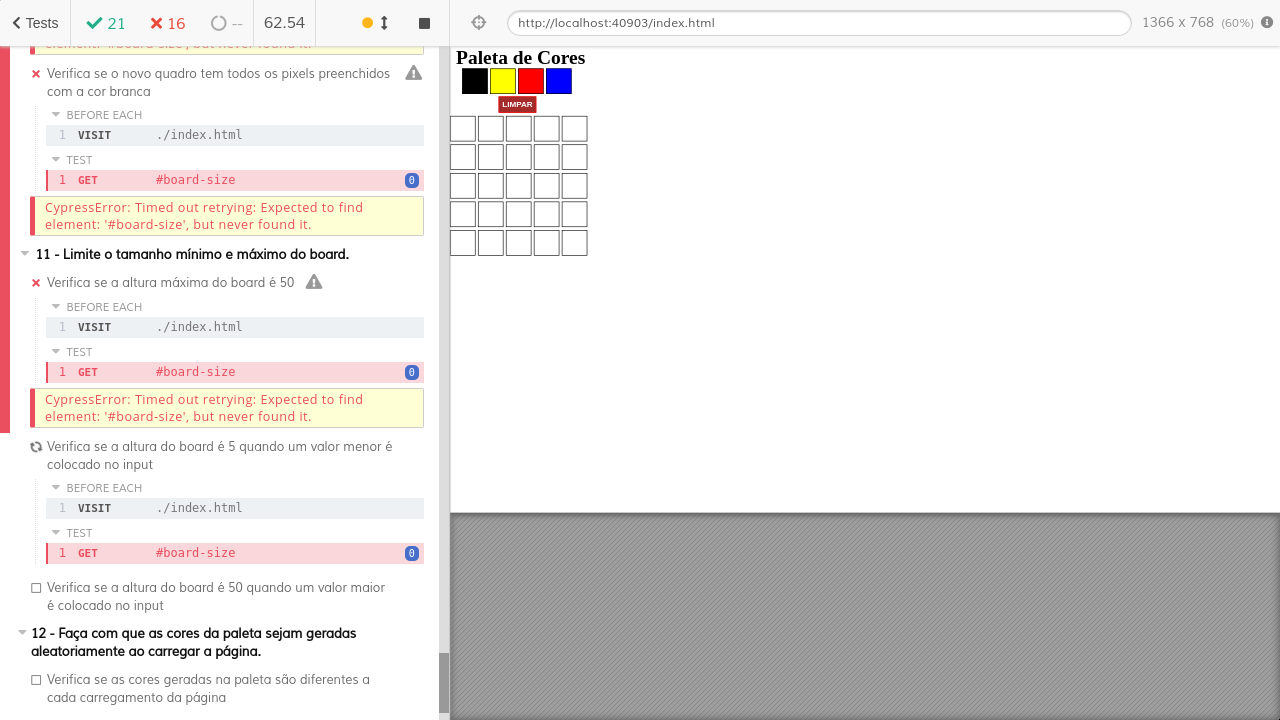 Tests
21
16
--
62.54
http://localhost:40903/index.html
1366 x 768 (60%)
element: '#board-size', but never found it.
Verifica se o novo quadro tem todos os pixels preenchidos
com a cor branca
BEFORE EACH
1 VISIT ./index.html
TEST
1 GET #board-size 0
CypressError: Timed out retrying: Expected to find
element: '#board-size', but never found it.
11 - Limite o tamanho mínimo e máximo do board.
Verifica se a altura máxima do board é 50
BEFORE EACH
1 VISIT ./index.html
TEST
1 GET #board-size 0
CypressError: Timed out retrying: Expected to find
element: '#board-size', but never found it.
Verifica se a altura do board é 5 quando um valor menor é
colocado no input
BEFORE EACH
1 VISIT ./index.html
TEST
1 GET #board-size 0
Verifica se a altura do board é 50 quando um valor maior
é colocado no input
12 - Faça com que as cores da paleta sejam geradas
aleatoriamente ao carregar a página.
Verifica se as cores geradas na paleta são diferentes a
cada carregamento da página
Paleta de Cores
LIMPAR